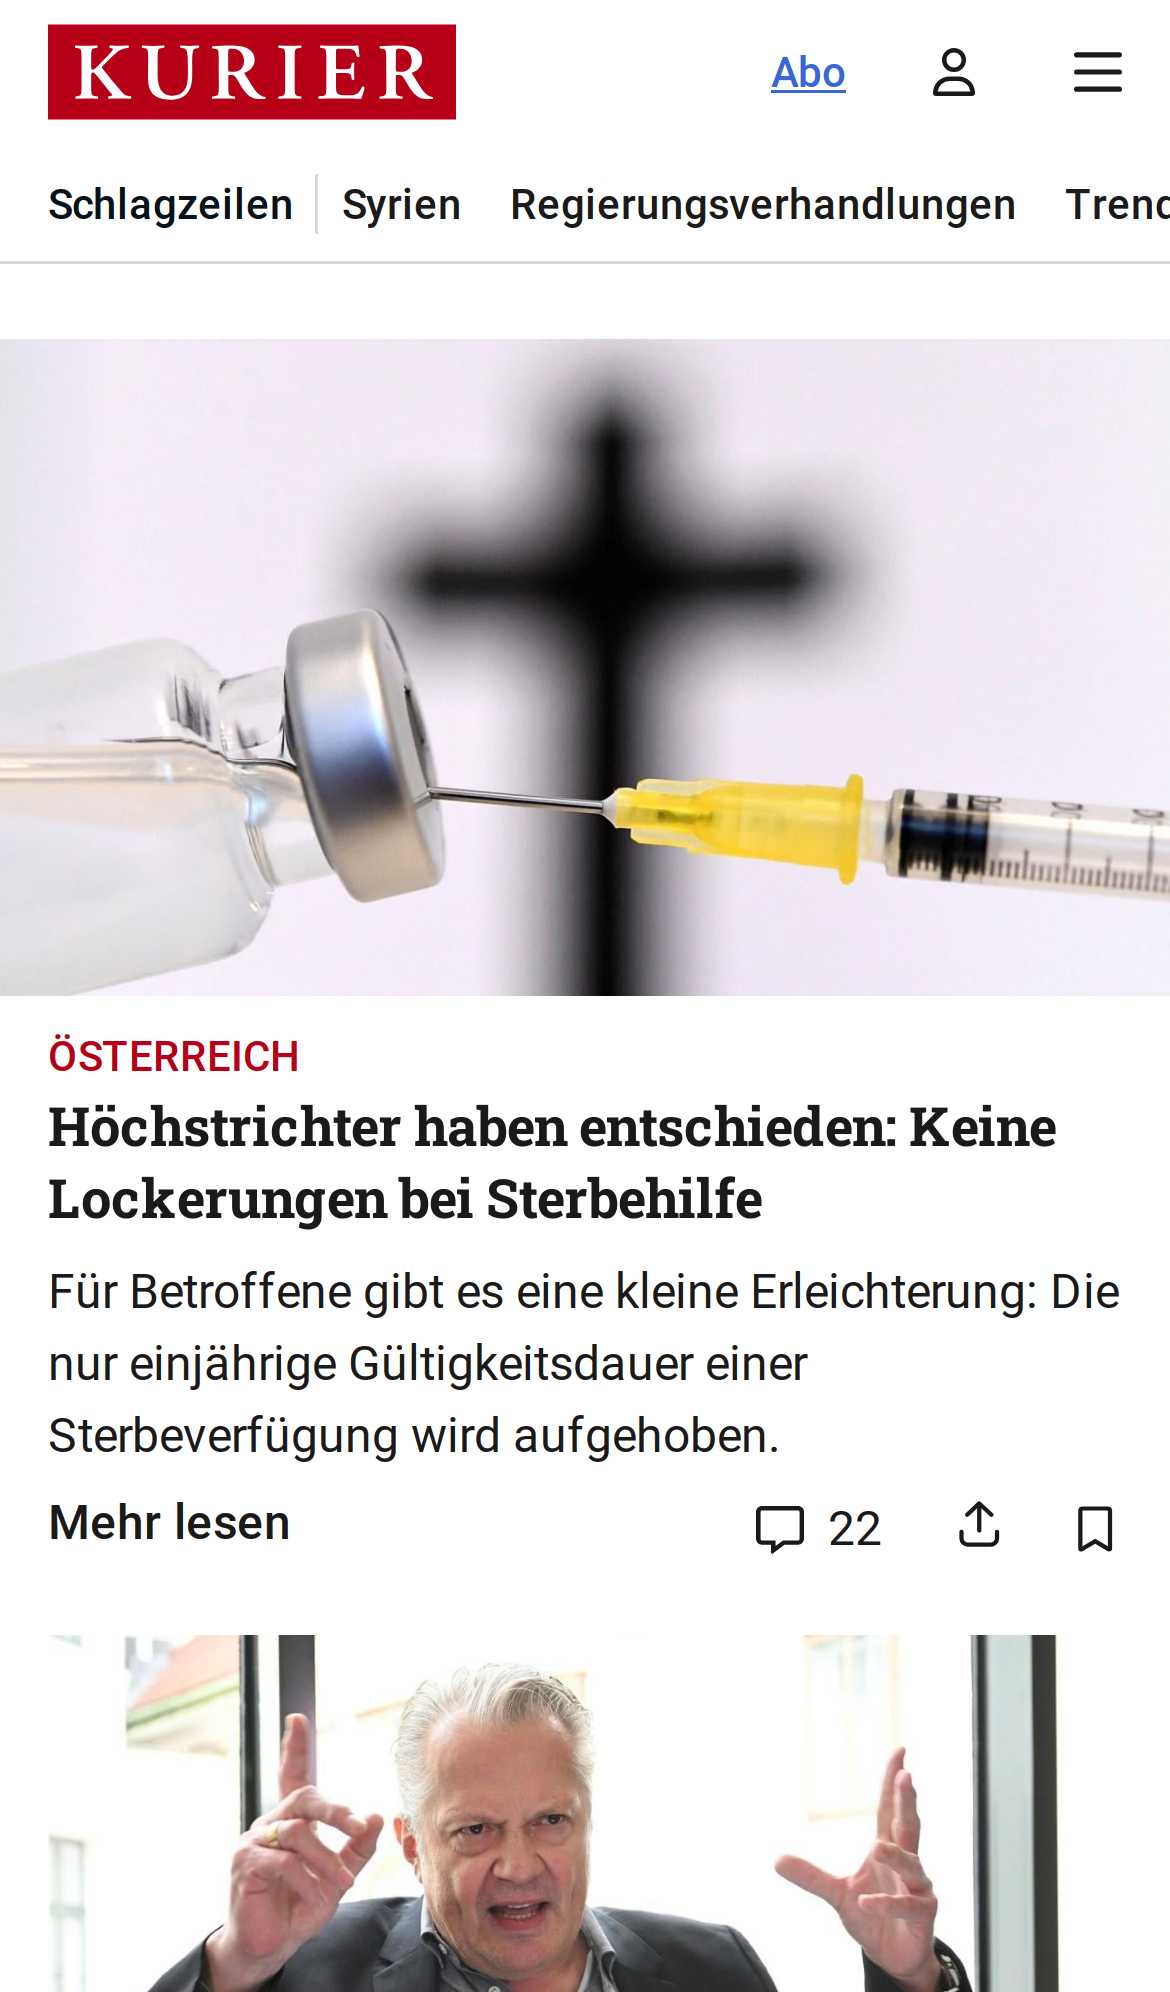 KURIER
Abo
Schlagzeilen
Syrien
Regierungsverhandlungen
Trend
ÖSTERREICH
Höchstrichter haben entschieden: Keine
Lockerungen bei Sterbehilfe
Für Betroffene gibt es eine kleine Erleichterung: Die
nur einjährige Gültigkeitsdauer einer
Sterbeverfügung wird aufgehoben.
Mehr lesen
22